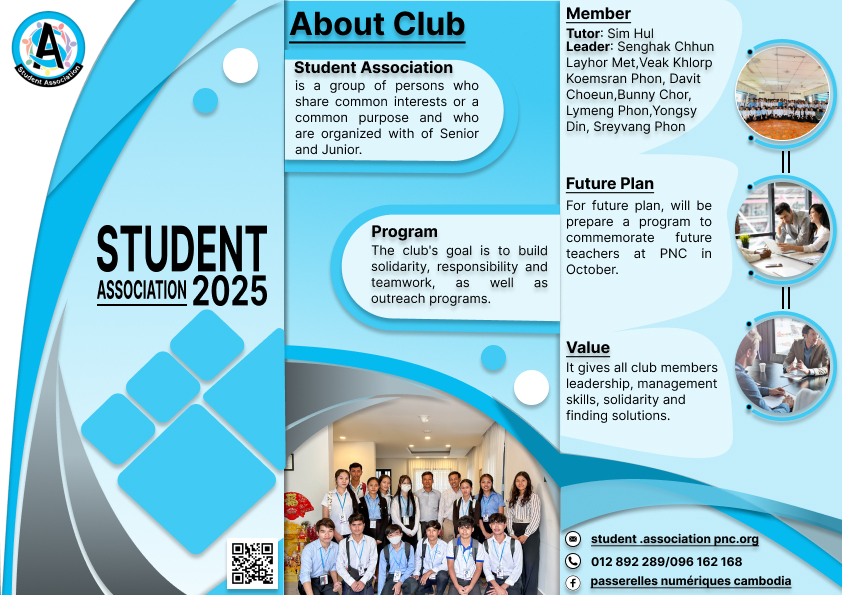 A
Student Association
STUDENT
ASSOCIATION 2025
About Club
Student Association
is a group of persons who
share common interests or a
common purpose and who
are organized with of Senior
and Junior.
Program
The club's goal is to build
solidarity, responsibility and
teamwork, as well as
outreach programs.
Member
Tutor: Sim Hul
Leader: Senghak Chhun
Layhor Met,Veak Khlorp
Koemsran Phon, Davit
Choeun,Bunny Chor,
Lymeng Phon,Yongsy
Din, Sreyvang Phon
Future Plan
For future plan, will be
prepare a program to
commemorate future
teachers at PNC in
October.
Value
It gives all club members
leadership, management
skills, solidarity and
finding solutions.
student .association pnc.org
012 892 289/096 162 168
passerelles numériques cambodia